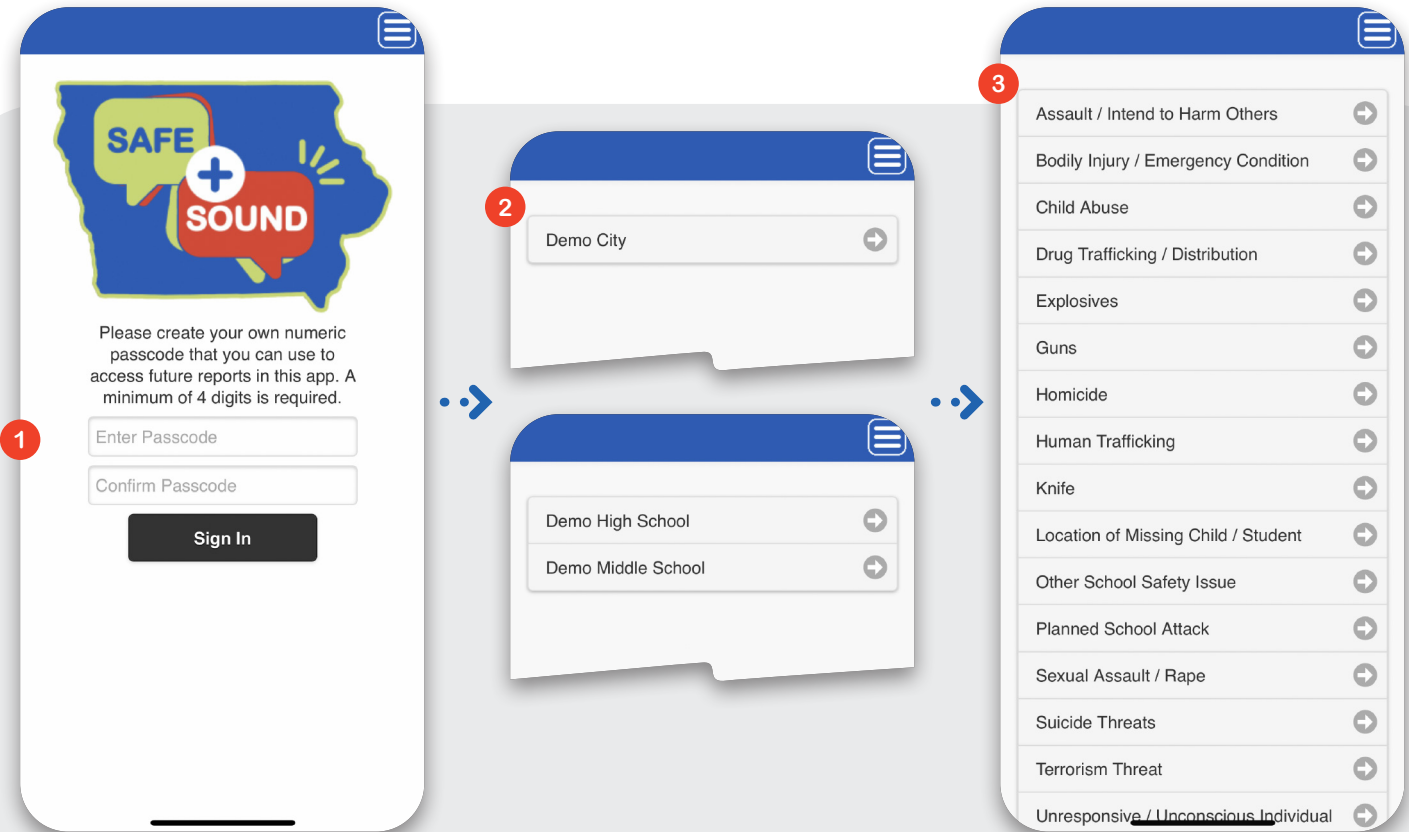 SAFE
SOUND
Please create your own numeric
passcode that you can use to
access future reports in this app. A
minimum of 4 digits is required.
1
Enter Passcode
Confirm Passcode
Sign In
2
Demo City
Demo High School
Demo Middle School
3
Assault / Intend to Harm Others
Bodily Injury / Emergency Condition
Child Abuse
Drug Trafficking / Distribution
Explosives
Guns
Homicide
Human Trafficking
Knife
Location of Missing Child / Student
Other School Safety Issue
Planned School Attack
Sexual Assault / Rape
Suicide Threats
Terrorism Threat
Unresponsive / Unconscious Individual